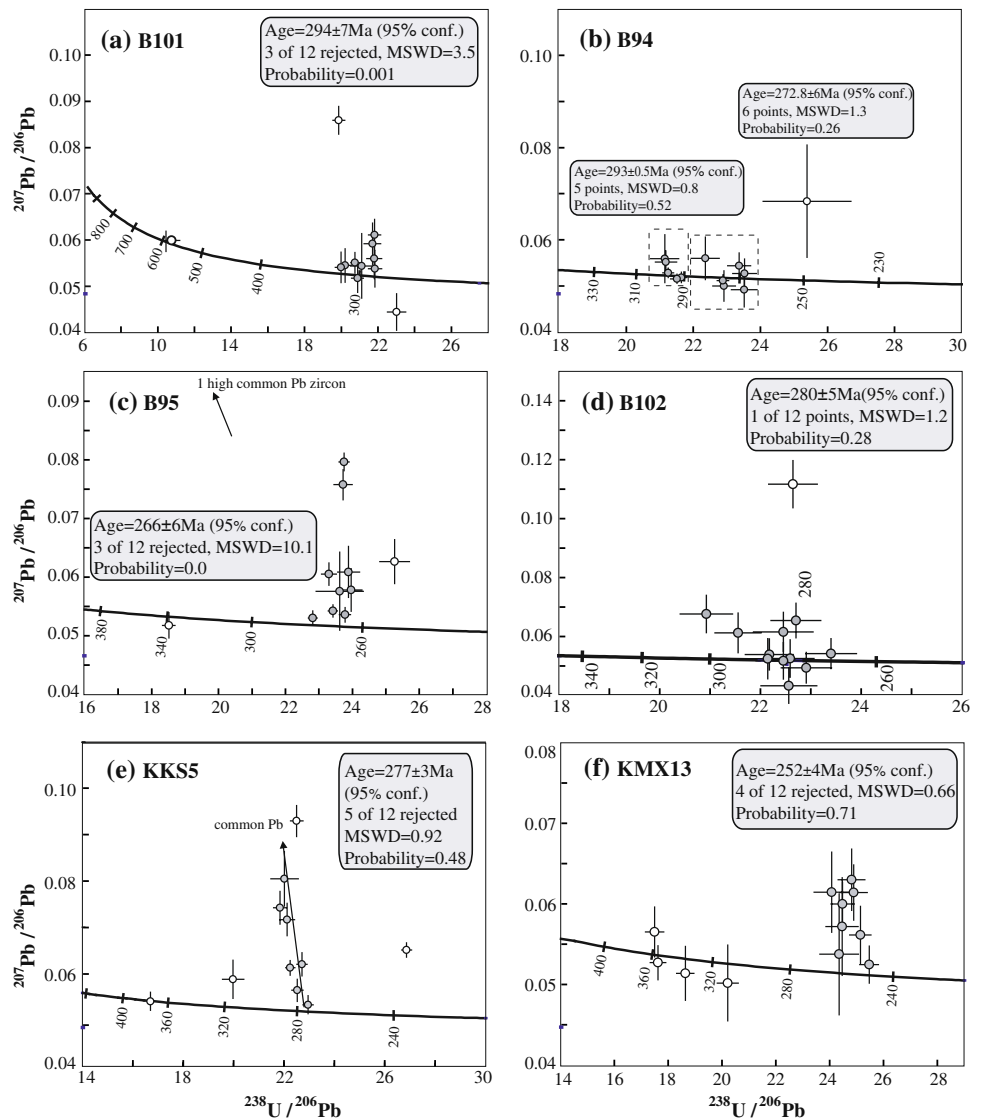 (a) B101
Age=294±7Ma (95% conf.)
3 of 12 rejected, MSWD=3.5
Probability=0.001
207Pb/206Pb
0.10
0.09
0.08
0.07
0.06
0.05
0.04
800
700
600
500
400
300
6 10 14 18 22 26
(b) B94
Age=272.8±6Ma (95% conf.)
6 points, MSWD=1.3
Probability=0.26
Age=293±0.5Ma (95% conf.)
5 points, MSWD=0.8
Probability=0.52
0.10
0.08
0.06
0.04
330
310
290
250
230
18 20 22 24 26 28 30
(c) B95
1 high common Pb zircon
Age=266±6Ma (95% conf.)
3 of 12 rejected, MSWD=10.1
Probability=0.0
207Pb/206Pb
0.09
0.08
0.07
0.06
0.05
0.04
380
340
300
260
16 18 20 22 24 26 28
(d) B102
Age=280±5Ma(95% conf.)
1 of 12 points, MSWD=1.2
Probability=0.28
0.14
0.12
0.10
0.08
0.06
0.04
340
320
300
280
260
18 20 22 24 26
(e) KKS5
Age=277±3Ma
(95% conf.)
5 of 12 rejected
MSWD=0.92
Probability=0.48
common Pb
207Pb/206Pb
0.10
0.08
0.06
0.04
400
360
320
280
240
14 18 22 26 30
238U/206Pb
(f) KMX13
Age=252±4Ma (95% conf.)
4 of 12 rejected, MSWD=0.66
Probability=0.71
0.08
0.07
0.06
0.05
0.04
400
360
320
280
240
14 16 18 20 22 24 26 28
238U/206Pb